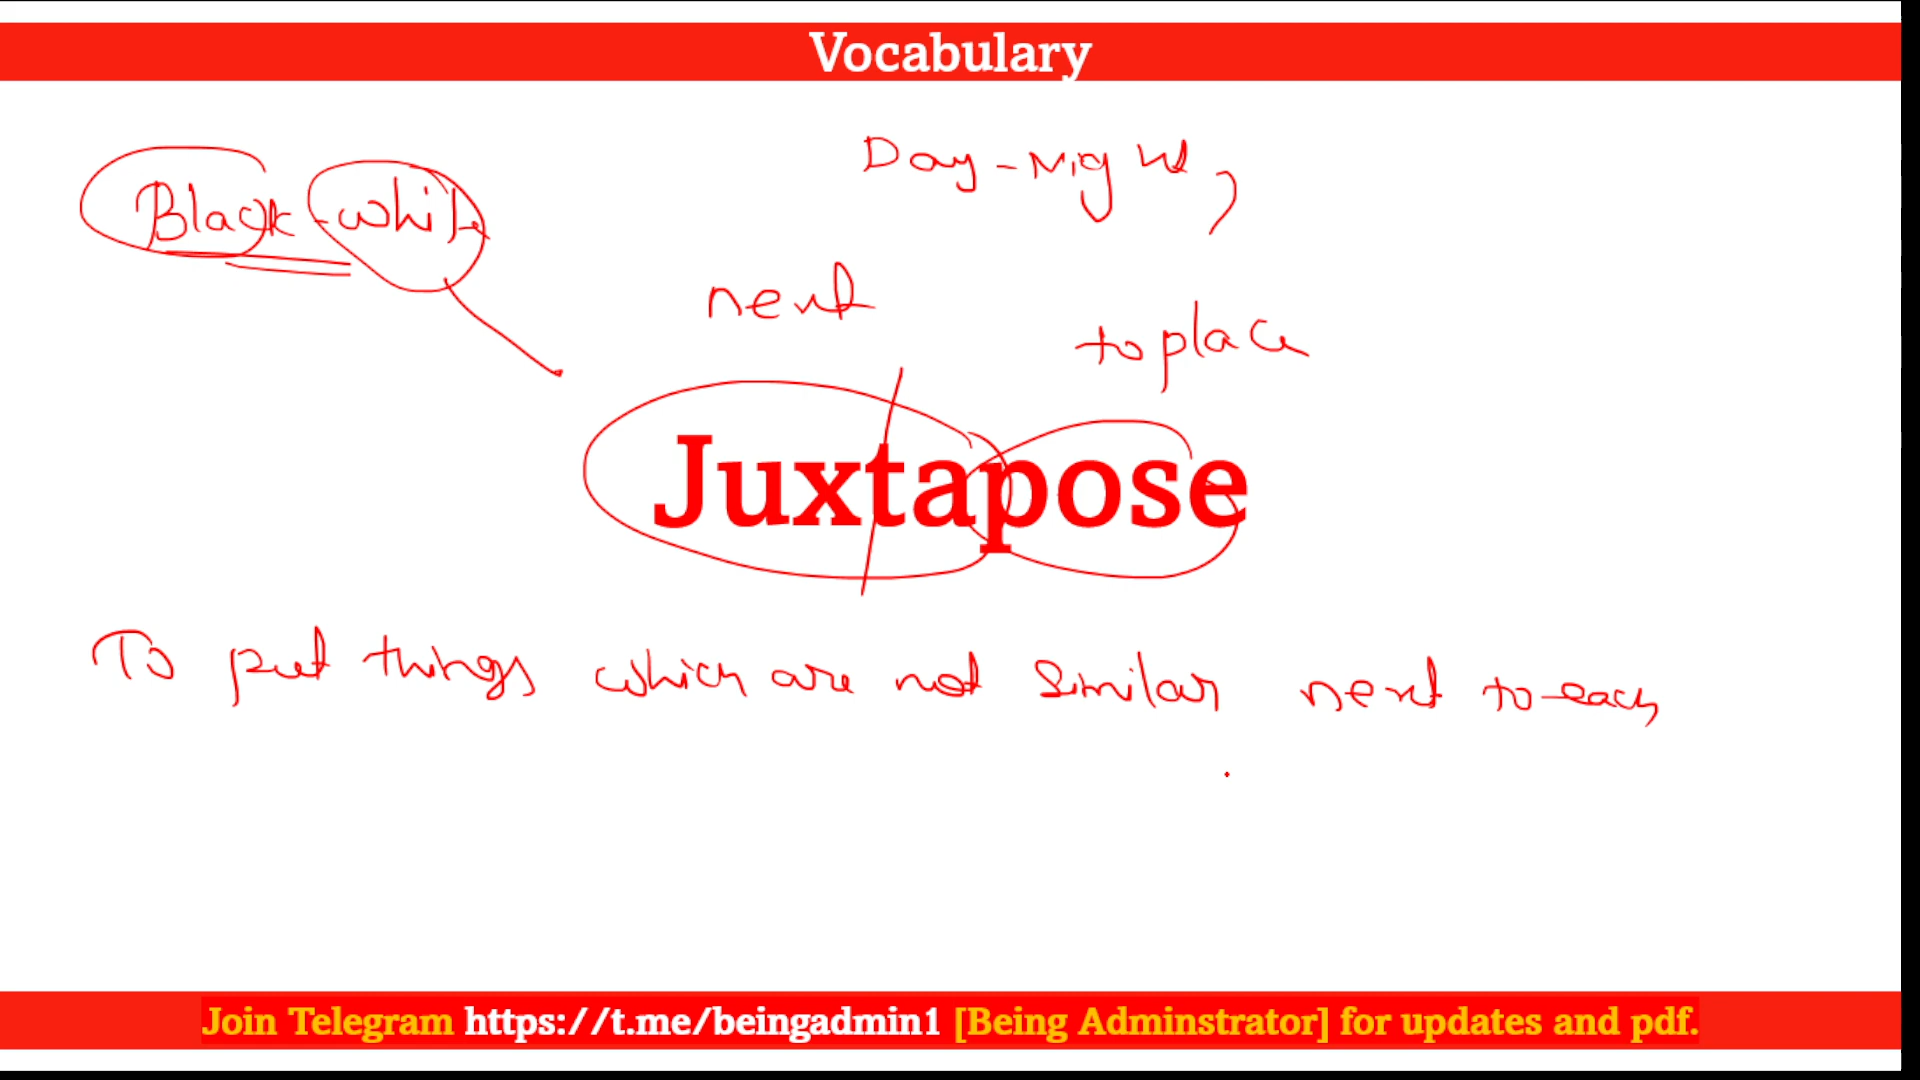 Vocabulary
Day-Night,
Black-white
next
to place
Juxtapose
To put things which are not similar next to each
Join Telegram https://t.me/beingadmin1 [Being Adminstrator] for updates and pdf.